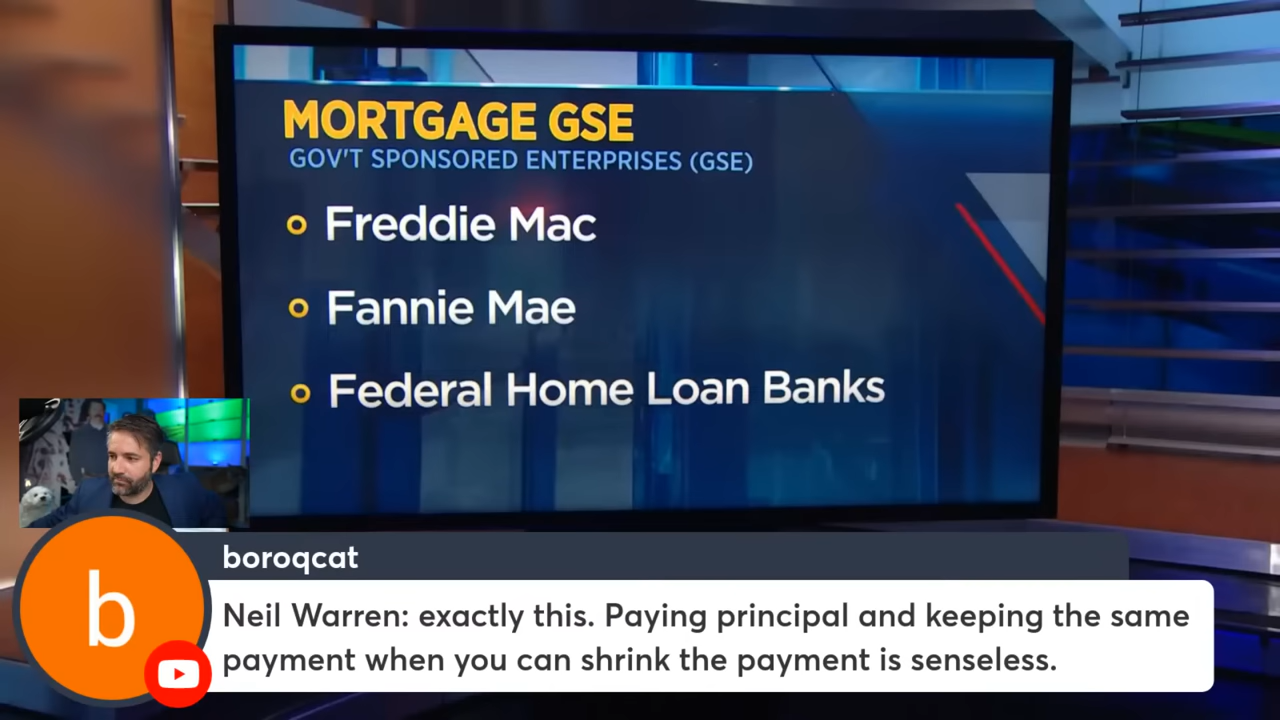 MORTGAGE GSE
GOV'T SPONSORED ENTERPRISES (GSE)
Freddie Mac
Fannie Mae
Federal Home Loan Banks
b
boroqcat
Neil Warren: exactly this. Paying principal and keeping the same
payment when you can shrink the payment is senseless.